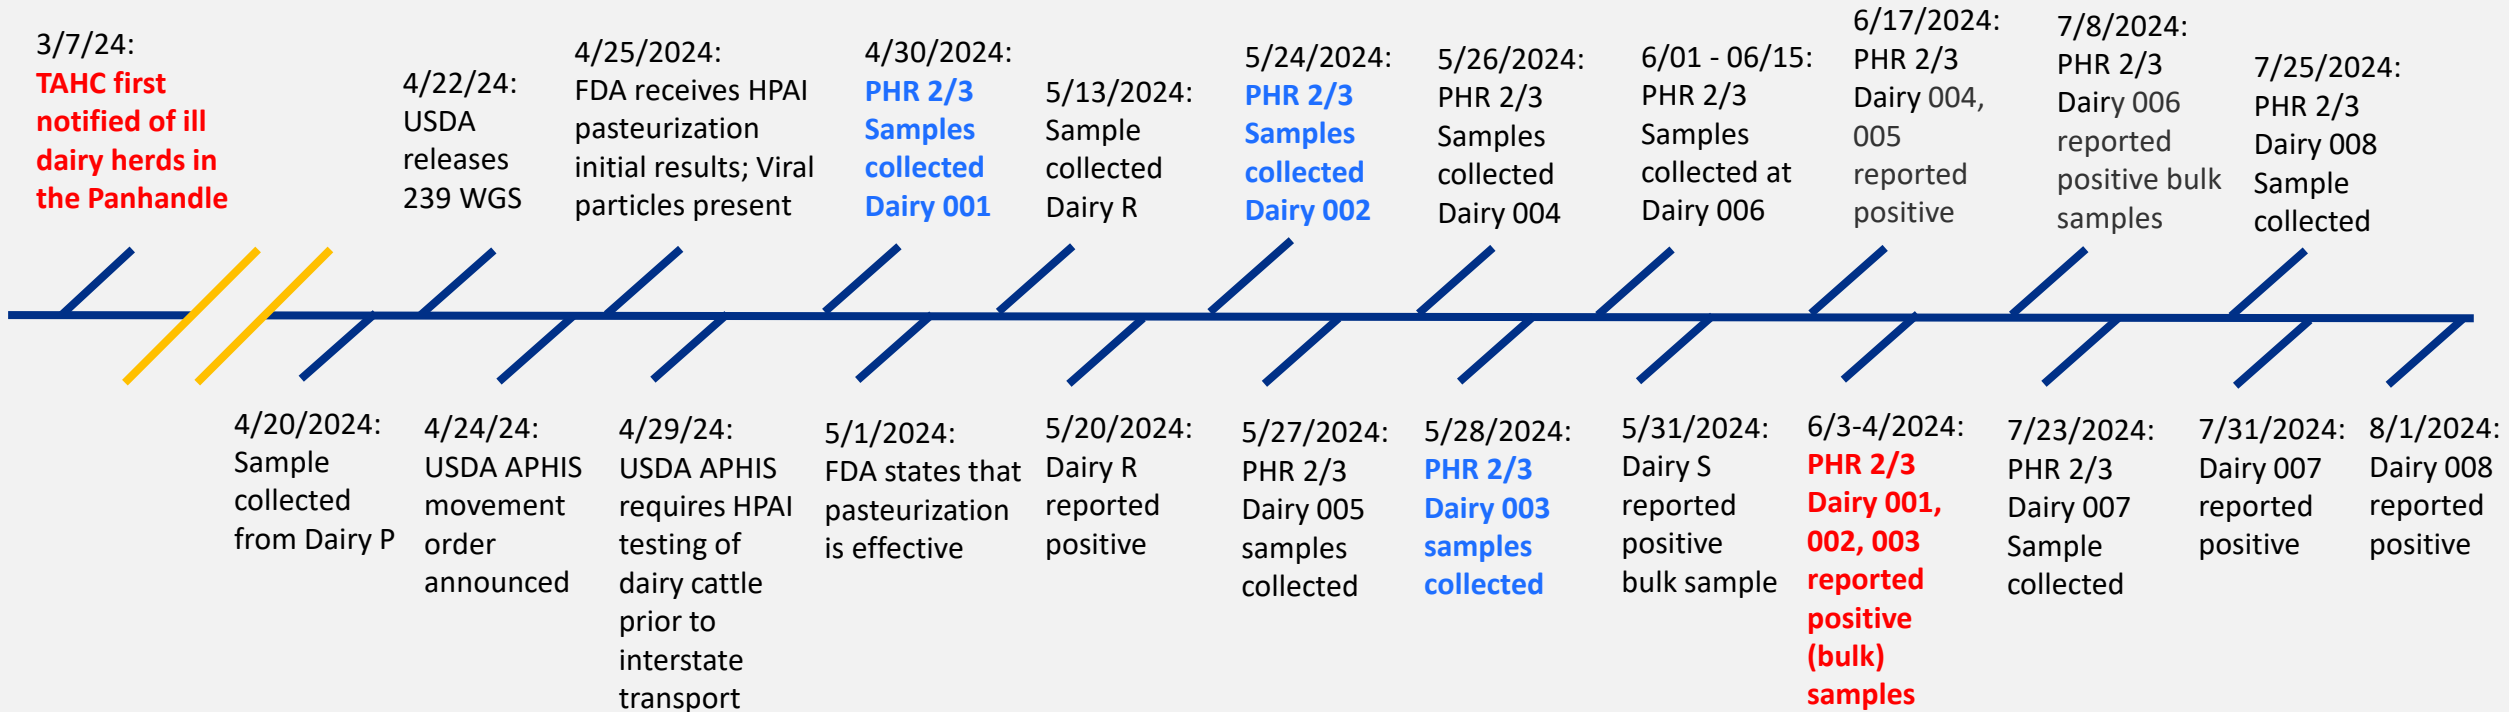 3/7/24:
TAHC first
notified of ill
dairy herds in
the Panhandle
4/22/24:
USDA
releases
239 WGS
4/25/2024:
FDA receives HPAI
pasteurization
initial results; Viral
particles present
4/30/2024:
PHR 2/3
Samples
collected
Dairy 001
5/13/2024:
Sample
collected
Dairy R
5/24/2024:
PHR 2/3
Samples
collected
Dairy 002
5/26/2024:
PHR 2/3
Samples
collected
Dairy 004
6/01 - 06/15:
PHR 2/3
Samples
collected at
Dairy 006
6/17/2024:
PHR 2/3
Dairy 004,
005
reported
positive
7/8/2024:
PHR 2/3
Dairy 006
reported
positive bulk
samples
7/25/2024:
PHR 2/3
Dairy 008
Sample
collected
4/20/2024:
Sample
collected
from Dairy P
4/24/24:
USDA APHIS
movement
order
announced
4/29/24:
USDA APHIS
requires HPAI
testing of
dairy cattle
prior to
interstate
transport
5/1/2024:
FDA states that
pasteurization
is effective
5/20/2024:
Dairy R
reported
positive
5/27/2024:
PHR 2/3
Dairy 005
samples
collected
5/28/2024:
PHR 2/3
Dairy 003
samples
collected
5/31/2024:
Dairy S
reported
positive
bulk sample
6/3-4/2024:
PHR 2/3
Dairy 001,
002, 003
reported
positive
(bulk)
samples
7/23/2024:
PHR 2/3
Dairy 007
Sample
collected
7/31/2024:
Dairy 007
reported
positive
8/1/2024:
Dairy 008
reported
positive